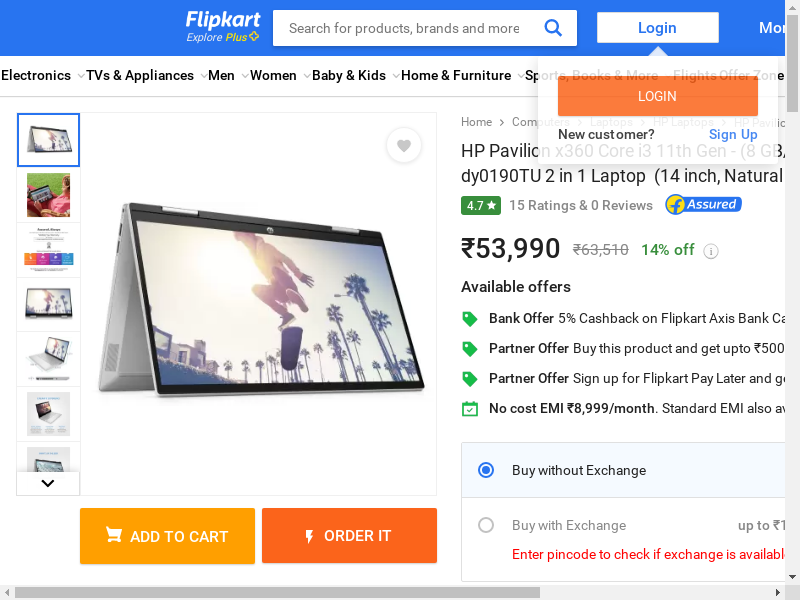 Flipkart
Explore Plus
Search for products, brands and more
Login
Mor
Electronics
TVs & Appliances
Men
Women
Baby & Kids
Home & Furniture
Sports, Books & More
Flights
Offer Zone
LOGIN
New customer?
Sign Up
Home
Computers
Laptops
HP Laptops
HP Pavilio
HP Pavilion x360 Core i3 11th Gen - (8 GB/
dy0190TU 2 in 1 Laptop (14 inch, Natural
4.7
15 Ratings & 0 Reviews
Assured
₹53,990
₹63,510
14% off
Available offers
Bank Offer 5% Cashback on Flipkart Axis Bank Ca
Partner Offer Buy this product and get upto ₹500
Partner Offer Sign up for Flipkart Pay Later and ge
No cost EMI ₹8,999/month. Standard EMI also av
Buy without Exchange
Buy with Exchange
up to ₹1
Enter pincode to check if exchange is availabl
ADD TO CART
ORDER IT